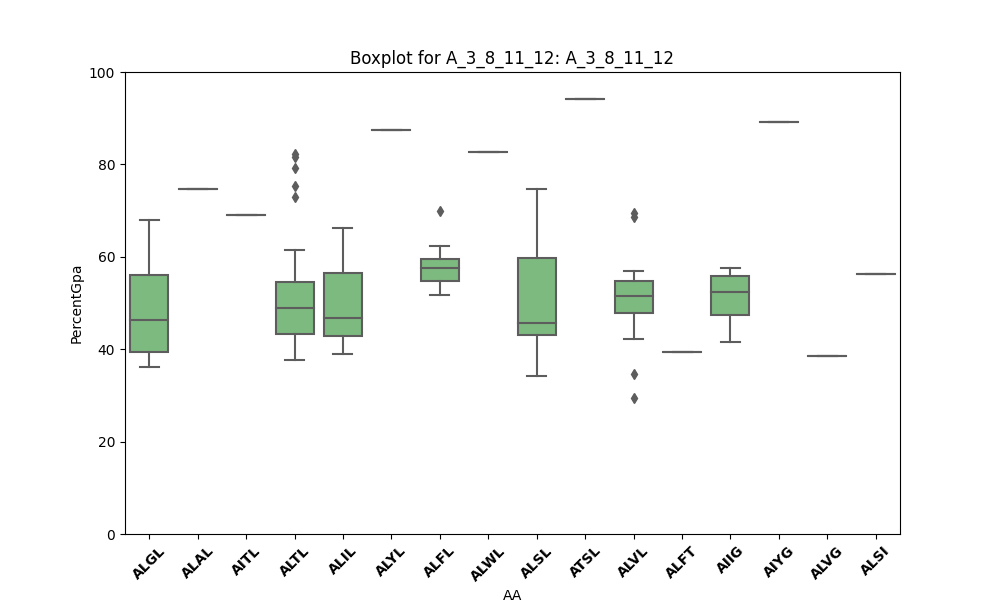 Boxplot for A_3_8_11_12: A_3_8_11_12
100
80
60
40
20
0
PercentGpa
ALGL ALAL AITL ALTL ALIL ALYL ALFL ALWL ALSL ATSL ALVL ALFT AIIG AIYG ALVG ALSI
AA